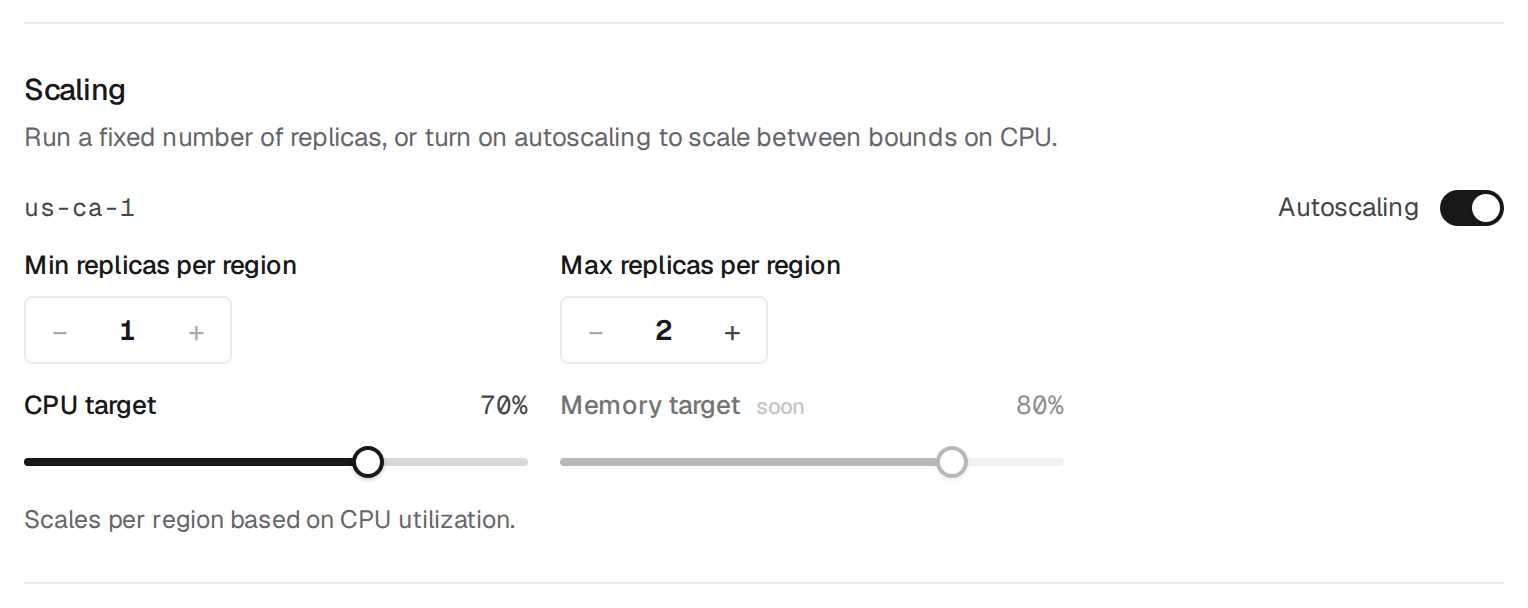 Scaling
Run a fixed number of replicas, or turn on autoscaling to scale between bounds on CPU.
us-ca-1 Autoscaling
Min replicas per region Max replicas per region
− 1 + − 2 +
CPU target 70% Memory target soon 80%
Scales per region based on CPU utilization.